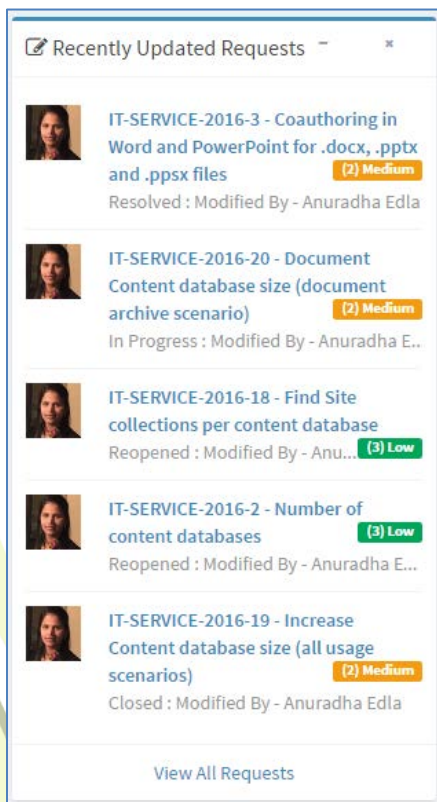 Recently Updated Requests
IT-SERVICE-2016-3 - Coauthoring in
Word and PowerPoint for .docx, .pptx
and .ppsx files (2) Medium
Resolved : Modified By - Anuradha Edla
IT-SERVICE-2016-20 - Document
Content database size (document
archive scenario) (2) Medium
In Progress : Modified By - Anuradha E..
IT-SERVICE-2016-18 - Find Site
collections per content database
Reopened : Modified By - Anu... (3) Low
IT-SERVICE-2016-2 - Number of
content databases (3) Low
Reopened : Modified By - Anuradha E...
IT-SERVICE-2016-19 - Increase
Content database size (all usage
scenarios) (2) Medium
Closed : Modified By - Anuradha Edla
View All Requests